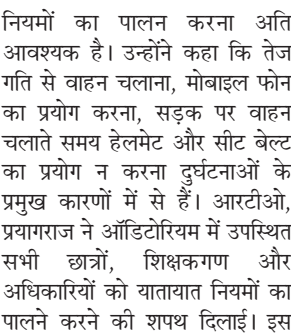 नियमों का पालन करना अति
आवश्यक है। उन्होंने कहा कि तेज
गति से वाहन चलाना, मोबाइल फोन
का प्रयोग करना, सड़क पर वाहन
चलाते समय हेलमेट और सीट बेल्ट
का प्रयोग न करना दुर्घटनाओं के
प्रमुख कारणों में से हैं। आरटीओ,
प्रयागराज ने ऑडिटोरियम में उपस्थित
सभी छात्रों, शिक्षकगण और
अधिकारियों को यातायात नियमों का
पालने करने की शपथ दिलाई। इस